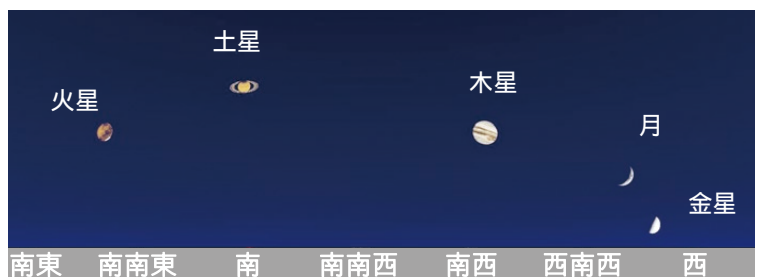 土星
木星
火星
月
金星
南東 南南東 南 南南西 南西 西南西 西